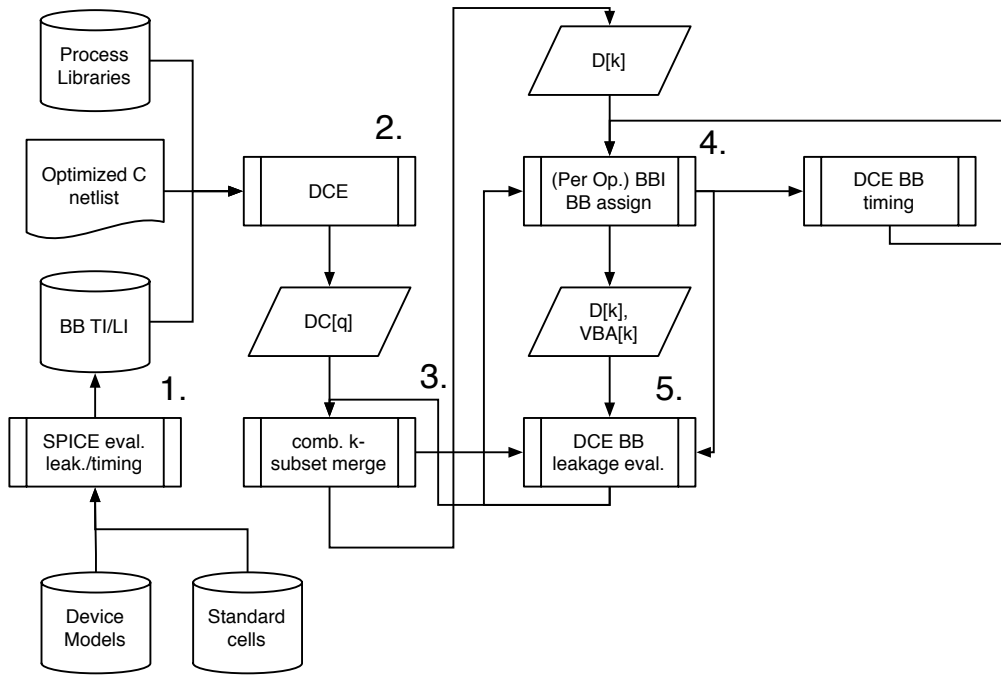 Process
Libraries
Optimized C
netlist
BB TI/LI
1.
SPICE eval.
leak./timing
Device
Models
Standard
cells
2.
DCE
DC[q]
3.
comb. k-
subset merge
D[k]
4.
(Per Op.) BBI
BB assign
DCE BB
timing
D[k],
VBA[k]
5.
DCE BB
leakage eval.